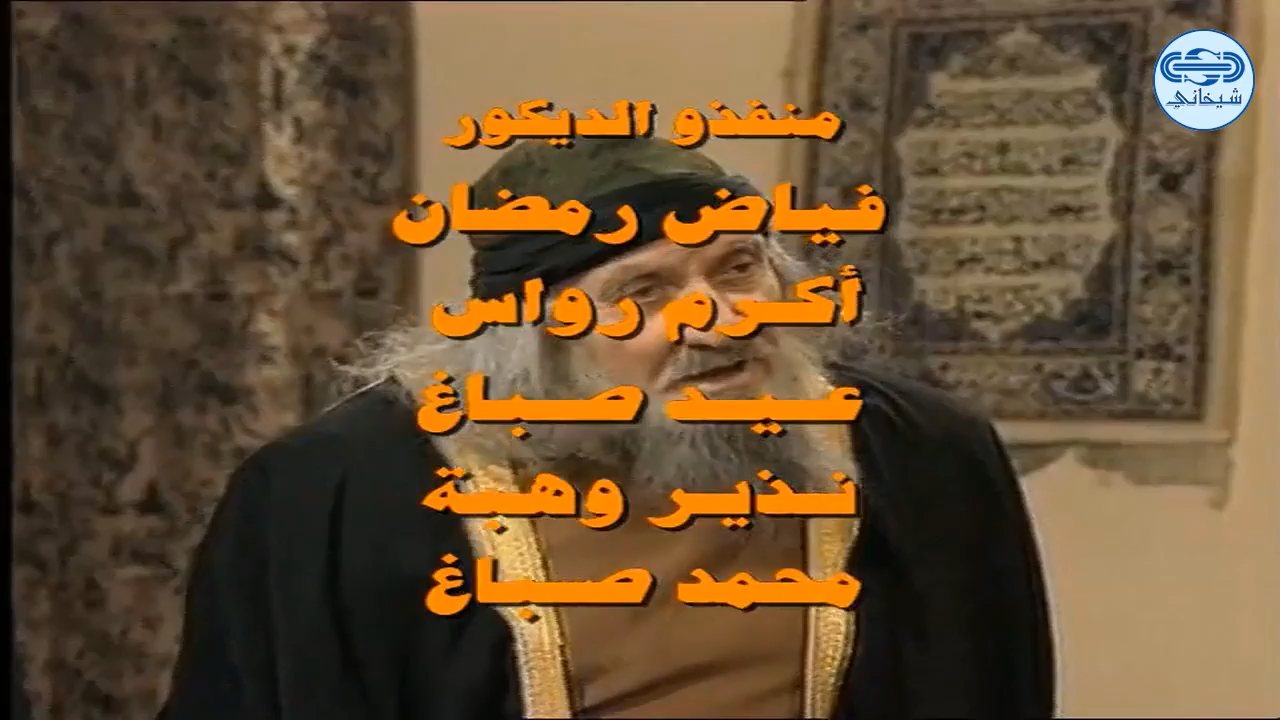 شيخاني
منفذو الديكور
فياض رمضان
أكرم رواس
عيد صباغ
نذير وهبة
محمد صباغ